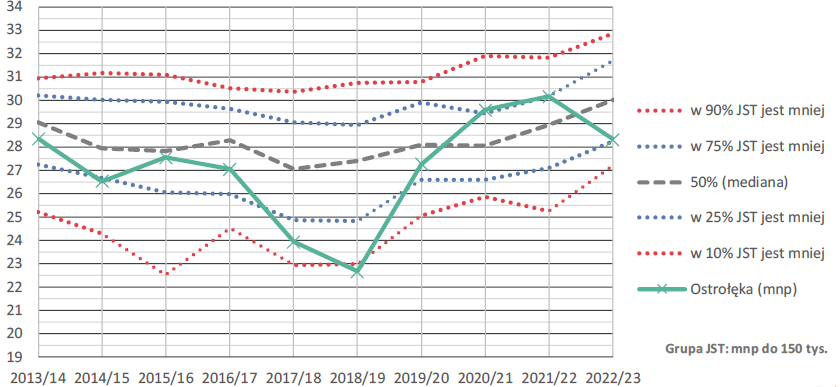 34
33
32
31
30
29
28
27
26
25
24
23
22
21
20
19
2013/14 2014/15 2015/16 2016/17 2017/18 2018/19 2019/20 2020/21 2021/22 2022/23
w 90% JST jest mniej
w 75% JST jest mniej
50% (mediana)
w 25% JST jest mniej
w 10% JST jest mniej
Ostrołęka (mnp)
Grupa JST: mnp do 150 tys.